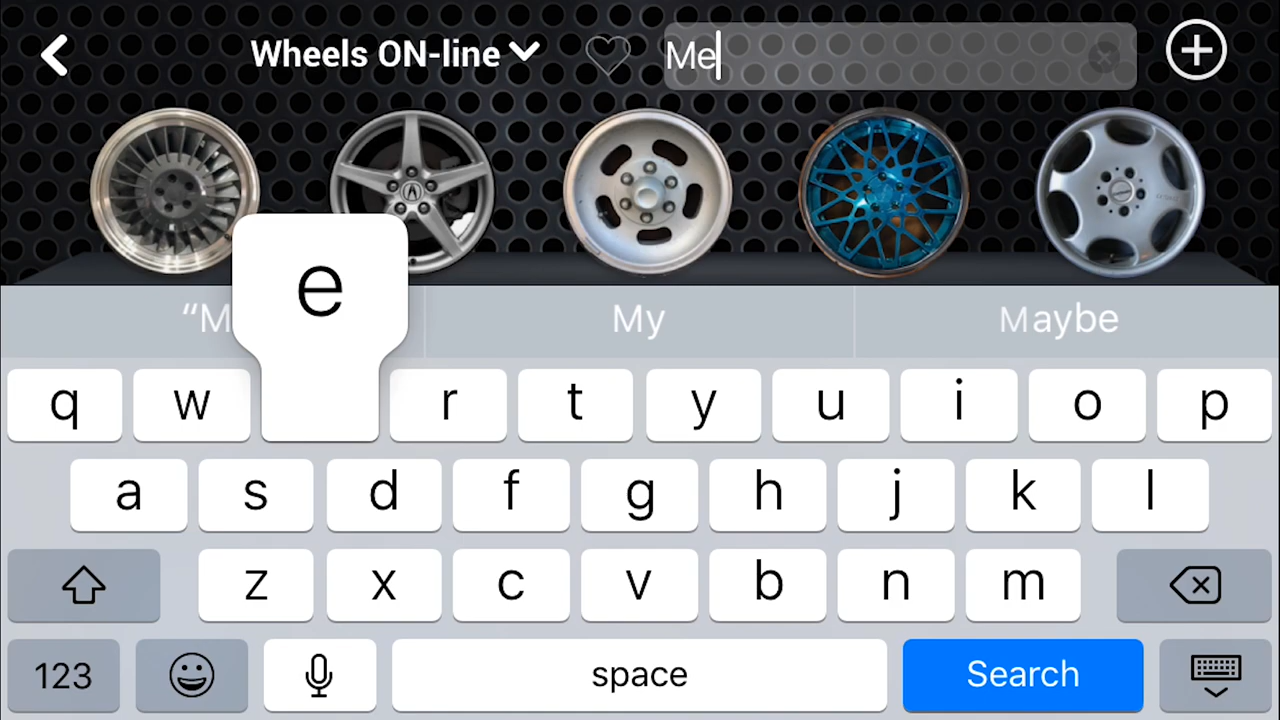 Wheels ON-line Me
“M My Maybe
e
q w r t y u i o p
a s d f g h j k l
z x c v b n m
123 space Search